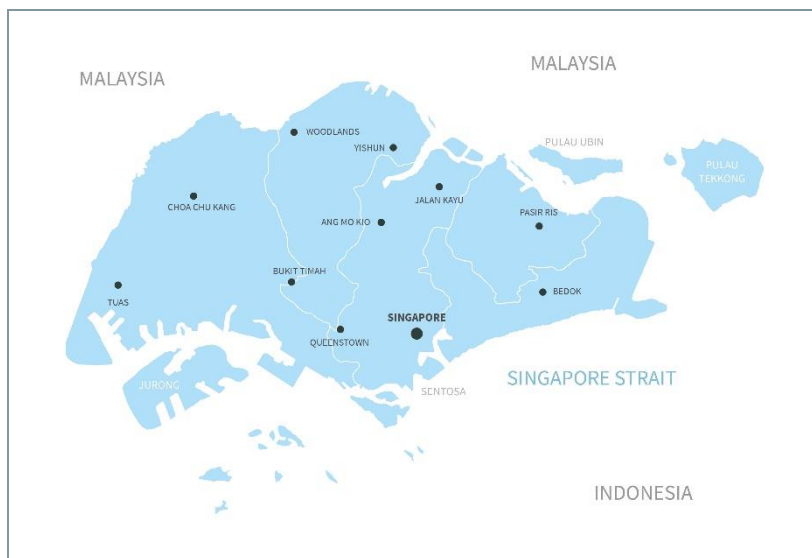 MALAYSIA
MALAYSIA
WOODLANDS
YISHUN
PULAU UBIN
PULAU
TEKKONG
CHOA CHU KANG
JALAN KAYU
ANG MO KIO
PASIR RIS
BUKIT TIMAH
TUAS
BEDOK
SINGAPORE
QUEENSTOWN
JURONG
SENTOSA
SINGAPORE STRAIT
INDONESIA